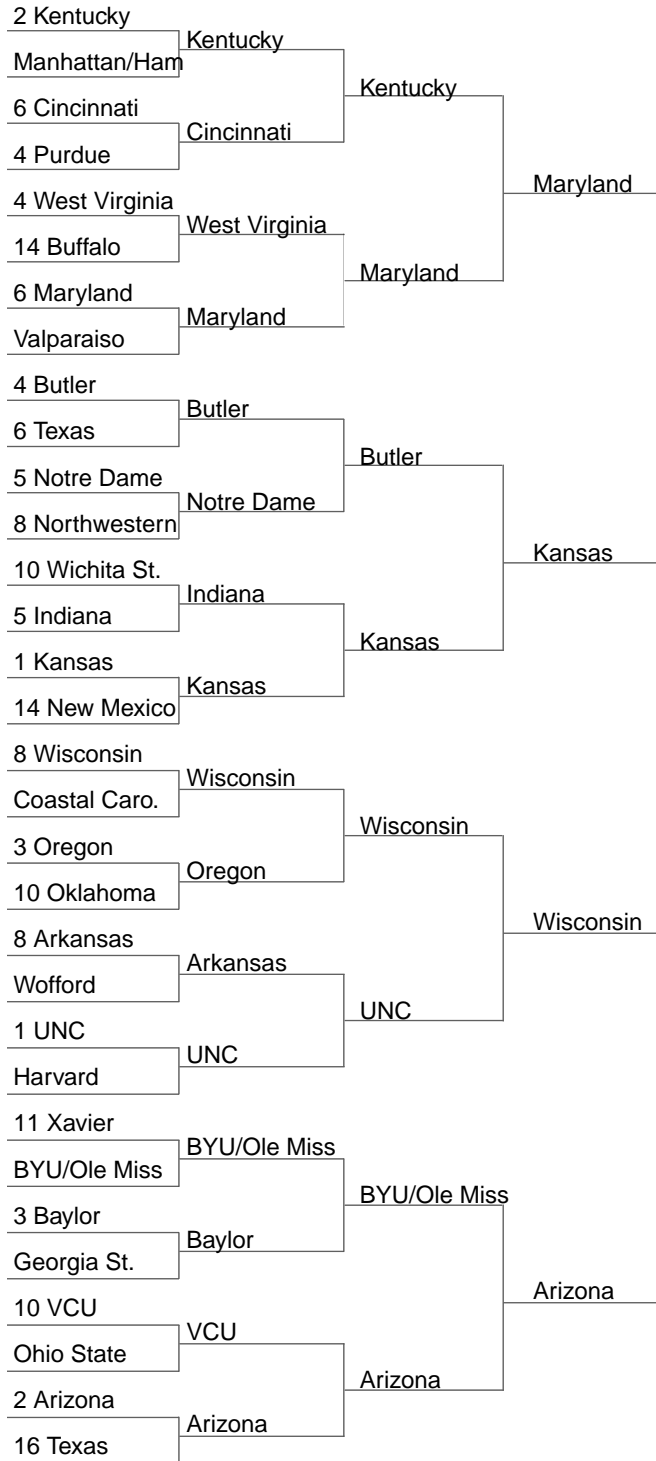 2 Kentucky
Manhattan/Ham
6 Cincinnati
4 Purdue
4 West Virginia
14 Buffalo
6 Maryland
Valparaiso
4 Butler
6 Texas
5 Notre Dame
8 Northwestern
10 Wichita St.
5 Indiana
1 Kansas
14 New Mexico
8 Wisconsin
Coastal Caro.
3 Oregon
10 Oklahoma
8 Arkansas
Wofford
1 UNC
Harvard
11 Xavier
BYU/Ole Miss
3 Baylor
Georgia St.
10 VCU
Ohio State
2 Arizona
16 Texas
Kentucky
Cincinnati
West Virginia
Maryland
Butler
Notre Dame
Indiana
Kansas
Wisconsin
Oregon
Arkansas
UNC
BYU/Ole Miss
Baylor
VCU
Arizona
Kentucky
Maryland
Butler
Kansas
Wisconsin
UNC
BYU/Ole Miss
Arizona
Maryland
Kansas
Wisconsin
Arizona